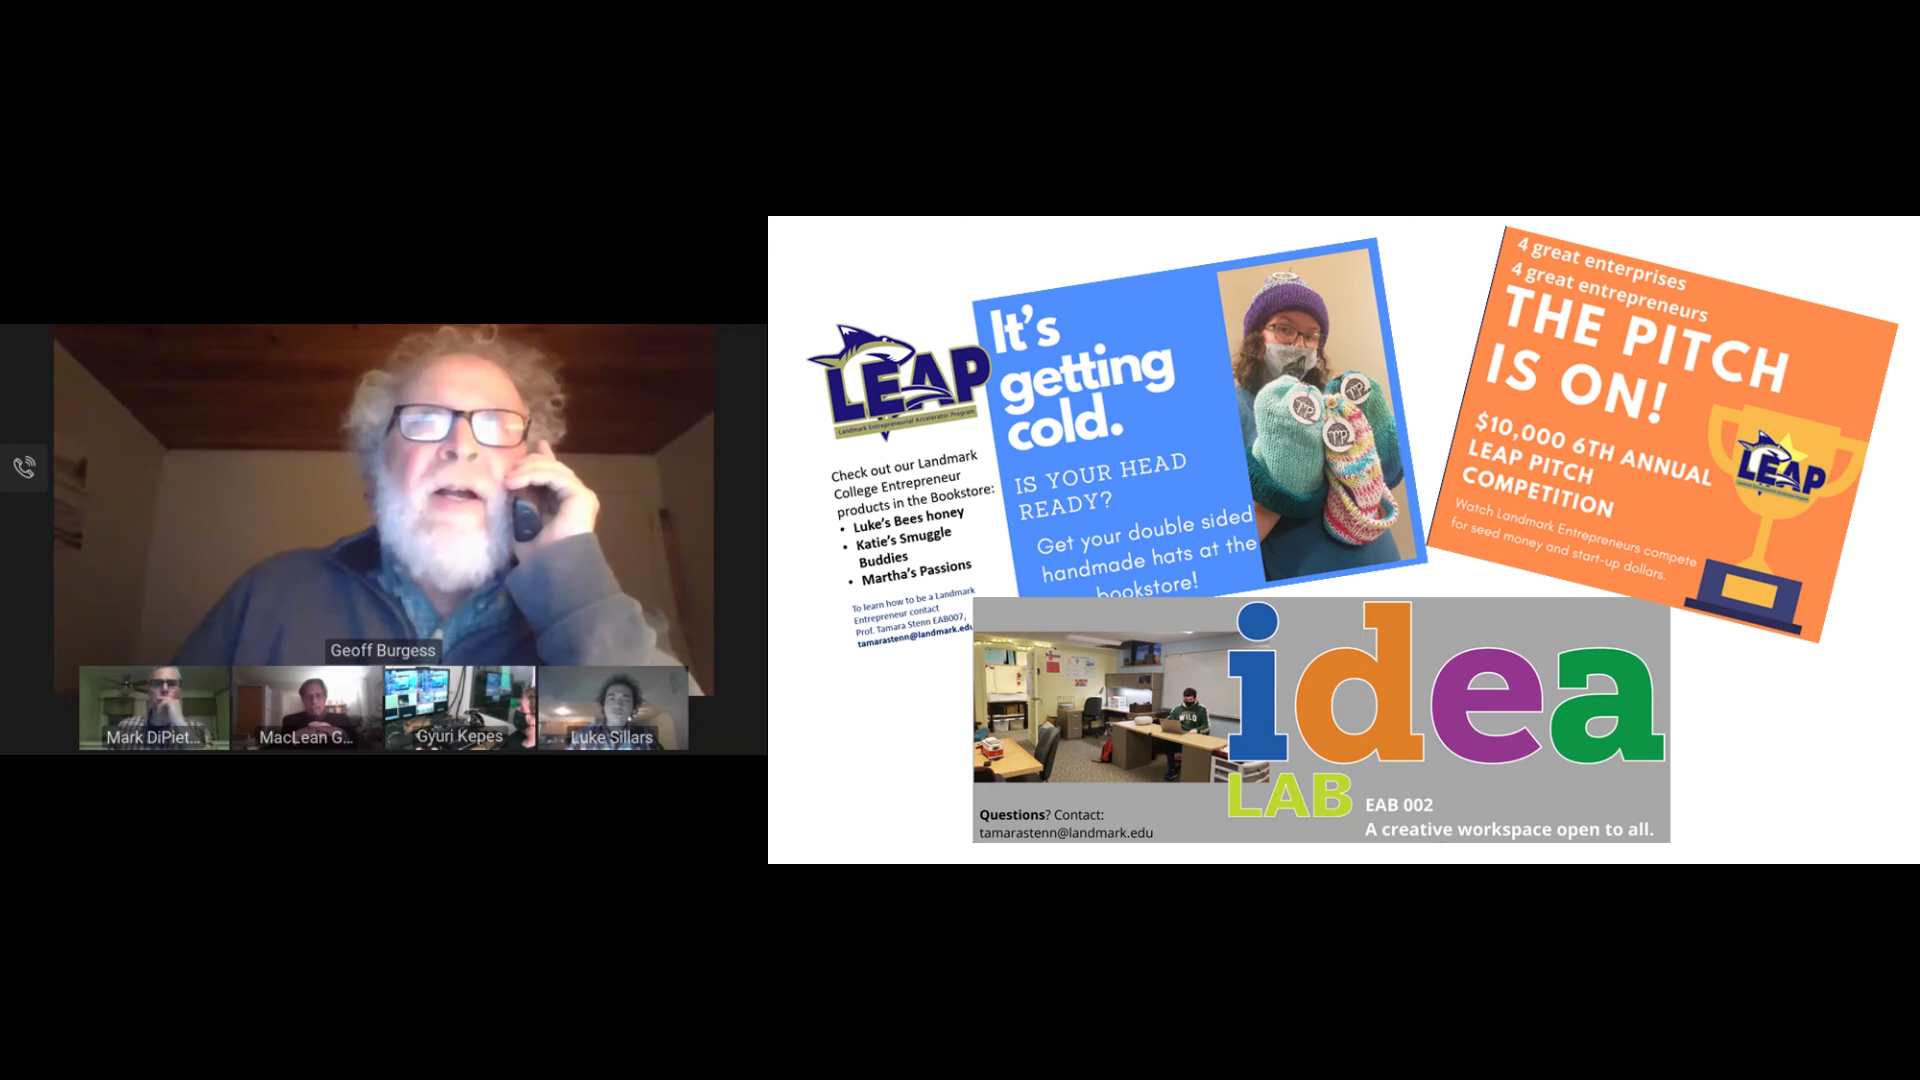 Geoff Burgess
Mark DiPiet...
MacLean G...
Gyuri Kepes
Luke Sillars
LEAP
Landmark Entrepreneurial Accelerator Program
Check out our Landmark
College Entrepreneur
products in the Bookstore:
• Luke's Bees honey
• Katie's Smuggle
Buddies
• Martha's Passions
To learn how to be a Landmark
Entrepreneur contact
Prof. Tamara Stenn EAB007,
tamarastenn@landmark.edu
It's
getting
cold.
IS YOUR HEAD
READY?
Get your double sided
handmade hats at the
bookstore!
4 great enterprises
4 great entrepreneurs
THE PITCH
IS ON!
$10,000 6TH ANNUAL
LEAP PITCH
COMPETITION
Watch Landmark Entrepreneurs compete
for seed money and start-up dollars.
LEAP
idea
LAB
EAB 002
A creative workspace open to all.
Questions? Contact:
tamarastenn@landmark.edu
WILD